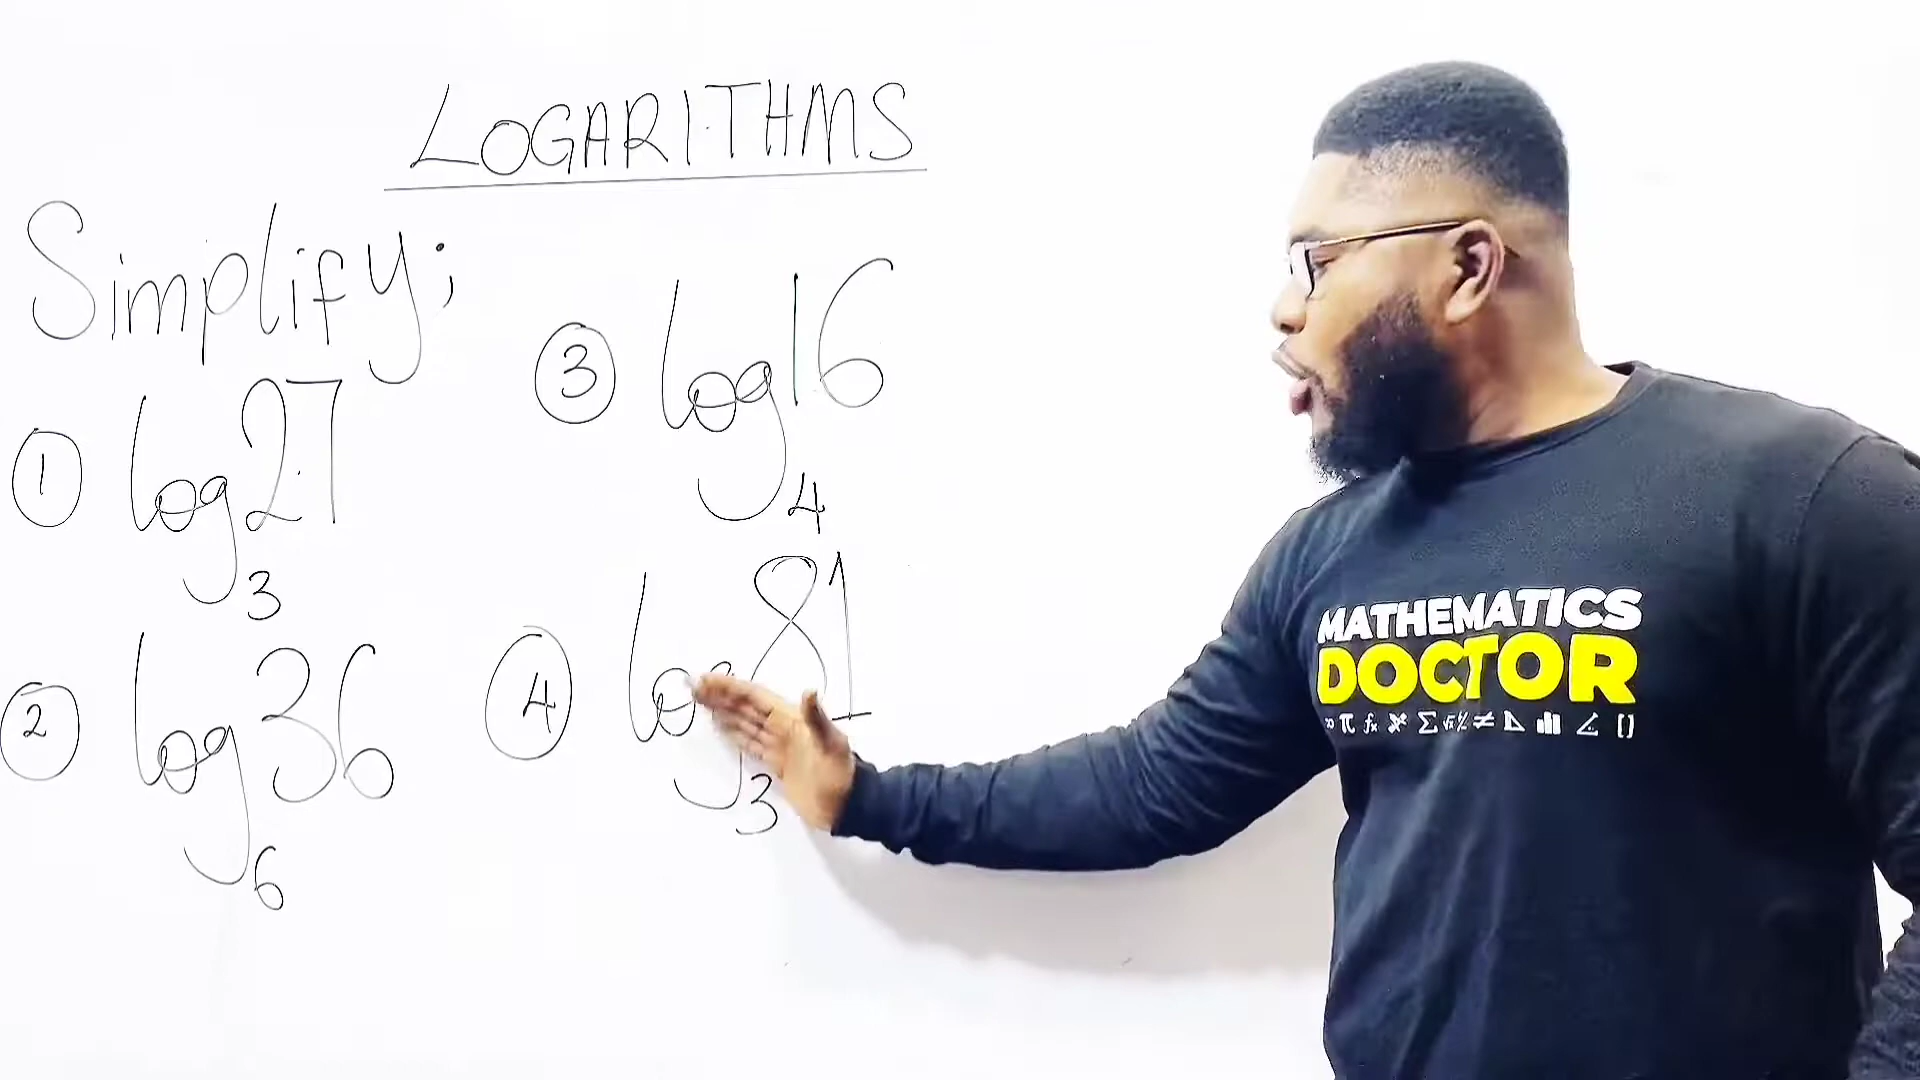 LOGARITHMS
Simplify;
① log₃27
② log₆36
③ log₄16
④ log₃81
MATHEMATICS
DOCTOR